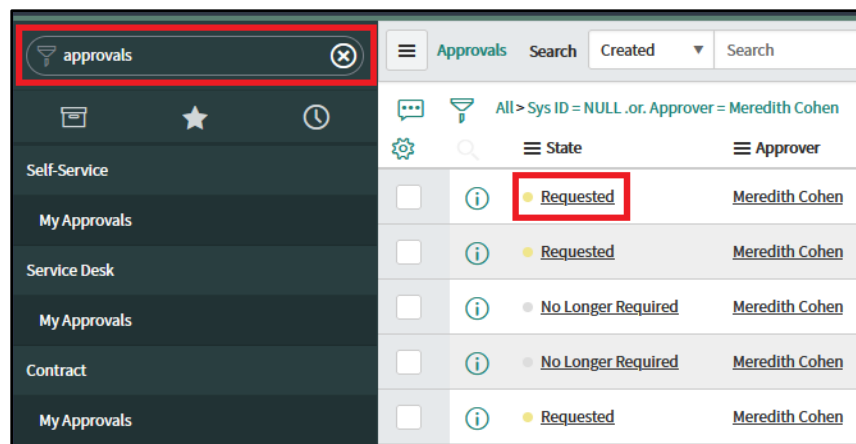 approvals
Self-Service
My Approvals
Service Desk
My Approvals
Contract
My Approvals
Approvals Search Created Search
All > Sys ID = NULL .or. Approver = Meredith Cohen
State Approver
Requested Meredith Cohen
Requested Meredith Cohen
No Longer Required Meredith Cohen
No Longer Required Meredith Cohen
Requested Meredith Cohen